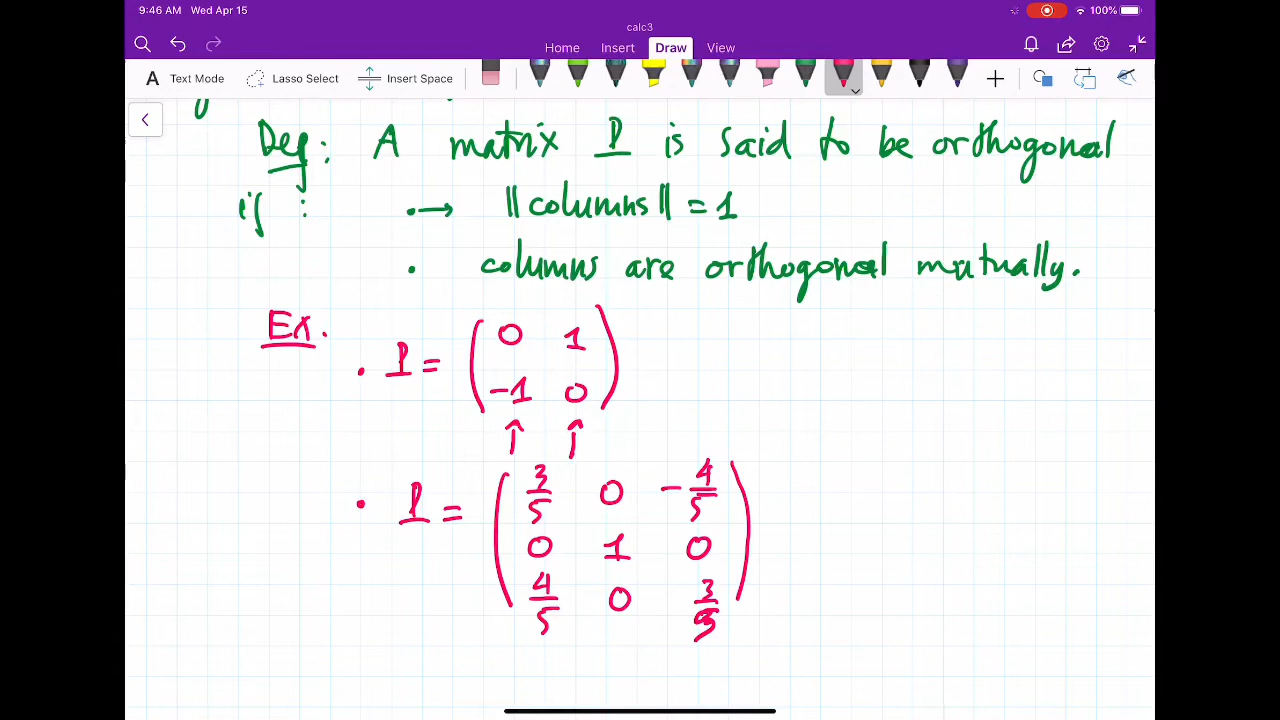 9:46 AM Wed Apr 15
100%
calc3
Home Insert Draw View
A Text Mode Lasso Select Insert Space
Def: A matrix P is said to be orthogonal
if : • → ||columns|| = 1
• columns are orthogonal mutually.
Ex.
• P = ( 0 1
-1 0 )
↑ ↑
• P = ( 3/5 0 -4/5
0 1 0
4/5 0 3/5 )